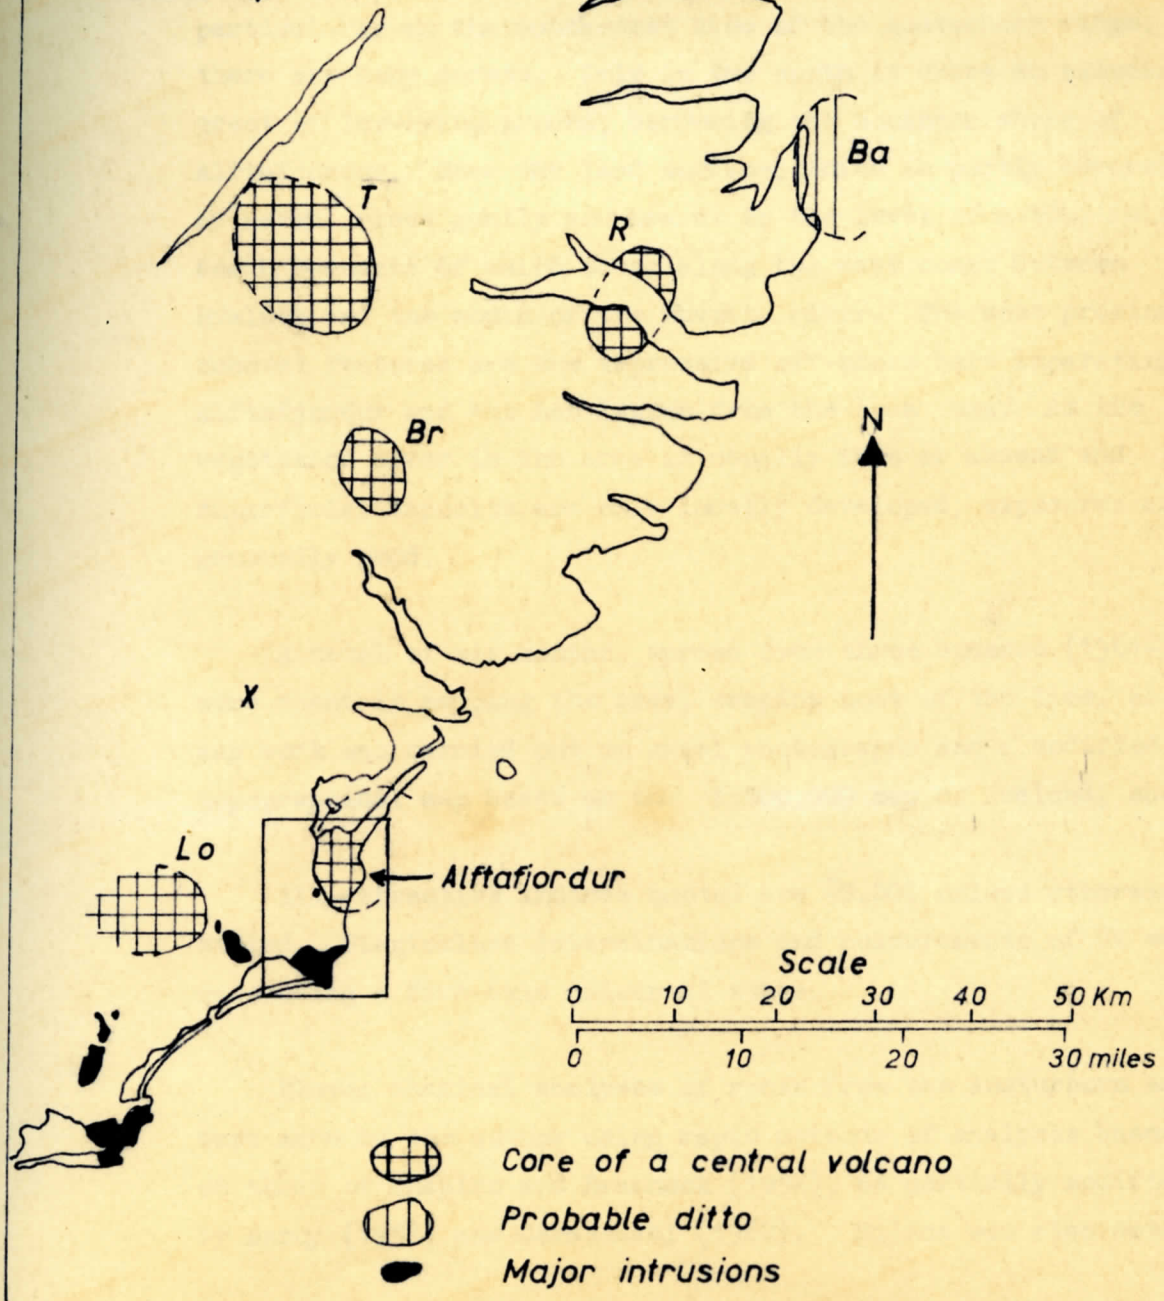 T
Ba
R
Br
N
X
Lo
Alftafjordur
Scale
0 10 20 30 40 50 Km
0 10 20 30 miles
Core of a central volcano
Probable ditto
Major intrusions